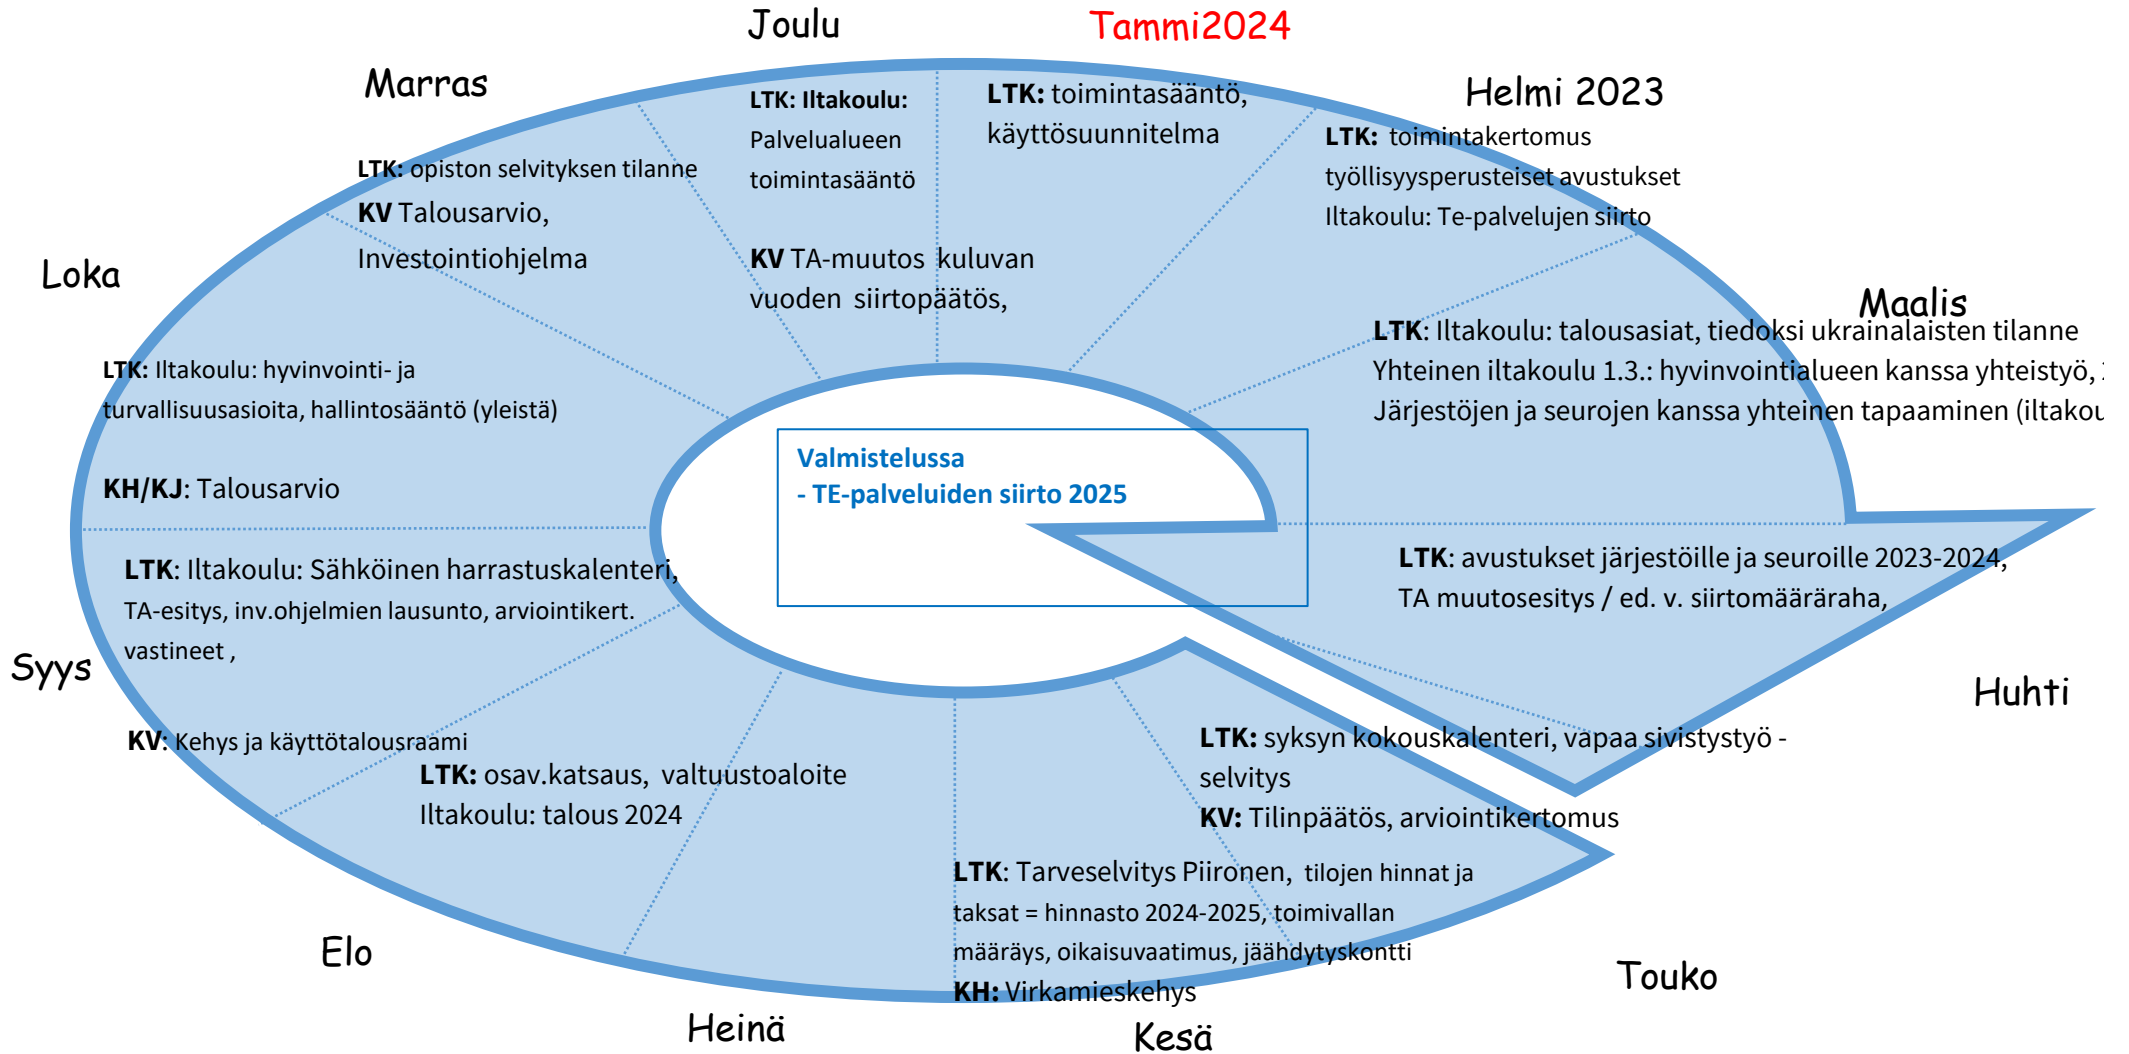 Joulu
Tammi2024
Marras
Helmi 2023
LTK: Iltakoulu:
Palvelualueen
toimintasääntö
KV TA-muutos kuluvan
vuoden siirtopäätös,
LTK: toimintasääntö,
käyttösuunnitelma
LTK: toimintakertomus
työllisyysperusteiset avustukset
Iltakoulu: Te-palvelujen siirto
LTK: opiston selvityksen tilanne
KV Talousarvio,
Investointiohjelma
Loka
Maalis
LTK: Iltakoulu: talousasiat, tiedoksi ukrainalaisten tilanne
Yhteinen iltakoulu 1.3.: hyvinvointialueen kanssa yhteistyö,
Järjestöjen ja seurojen kanssa yhteinen tapaaminen (iltakou
LTK: Iltakoulu: hyvinvointi- ja
turvallisuusasioita, hallintosääntö (yleistä)
KH/KJ: Talousarvio
Valmistelussa
- TE-palveluiden siirto 2025
LTK: avustukset järjestöille ja seuroille 2023-2024,
TA muutosesitys / ed. v. siirtomääräraha,
LTK: Iltakoulu: Sähköinen harrastuskalenteri,
TA-esitys, inv.ohjelmien lausunto, arviointikert.
vastineet ,
Syys
Huhti
KV: Kehys ja käyttötalousraami
LTK: osav.katsaus, valtuustoaloite
Iltakoulu: talous 2024
LTK: syksyn kokouskalenteri, vapaa sivistystyö -
selvitys
KV: Tilinpäätös, arviointikertomus
LTK: Tarveselvitys Piironen, tilojen hinnat ja
taksat = hinnasto 2024-2025, toimivallan
määräys, oikaisuvaatimus, jäähdytyskontti
KH: Virkamieskehys
Elo
Touko
Heinä
Kesä